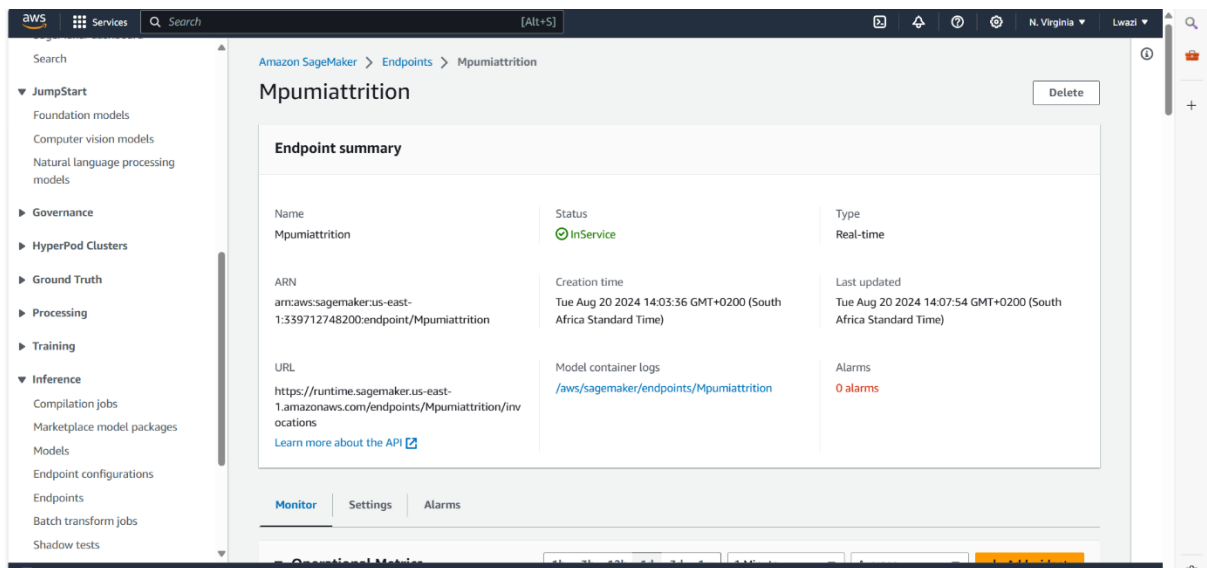 aws
Services
Search
[Alt+S]
N. Virginia
Lwazi
Search
JumpStart
Foundation models
Computer vision models
Natural language processing
models
Governance
HyperPod Clusters
Ground Truth
Processing
Training
Inference
Compilation jobs
Marketplace model packages
Models
Endpoint configurations
Endpoints
Batch transform jobs
Shadow tests
Amazon SageMaker > Endpoints > Mpumiattrition
Mpumiattrition
Delete
Endpoint summary
Name
Mpumiattrition
Status
InService
Type
Real-time
ARN
arn:aws:sagemaker:us-east-
1:339712748200:endpoint/Mpumiattrition
Creation time
Tue Aug 20 2024 14:03:36 GMT+0200 (South
Africa Standard Time)
Last updated
Tue Aug 20 2024 14:07:54 GMT+0200 (South
Africa Standard Time)
URL
https://runtime.sagemaker.us-east-
1.amazonaws.com/endpoints/Mpumiattrition/inv
ocations
Learn more about the API
Model container logs
/aws/sagemaker/endpoints/Mpumiattrition
Alarms
0 alarms
Monitor
Settings
Alarms
Operational Metrics